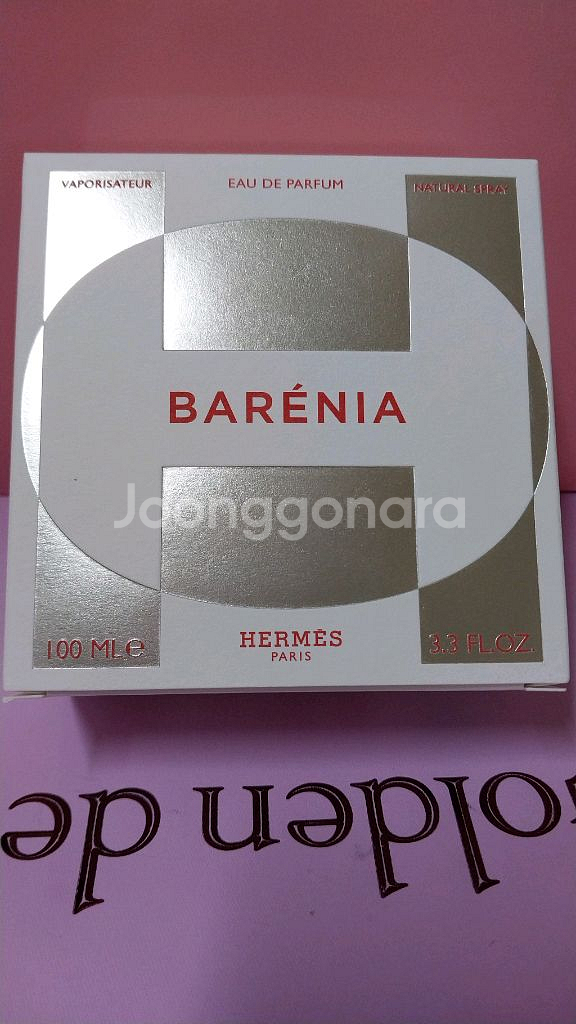 VAPORISATEUR
EAU DE PARFUM
NATURAL SPRAY
BARÉNIA
Joonggonara
100 ML e
HERMÈS
PARIS
3.3 FL.OZ.
olden de